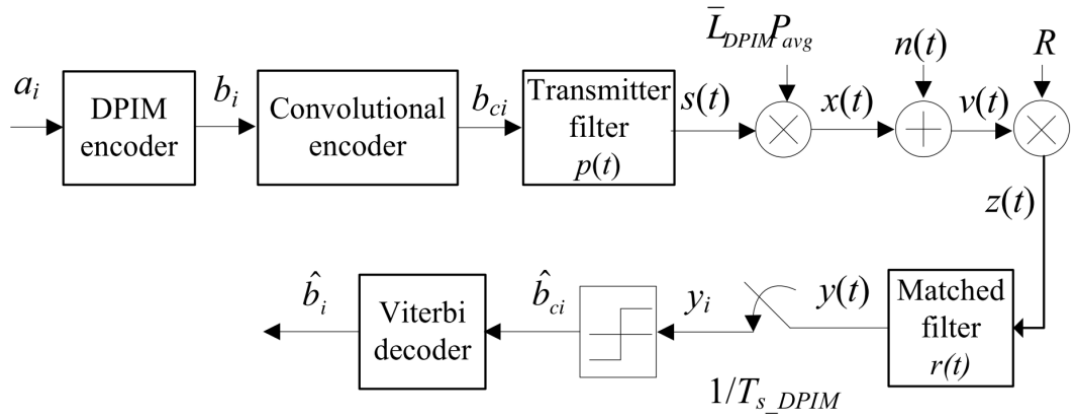 L̄_DPIM P_avg
n(t)
R
a_i
DPIM
encoder
b_i
Convolutional
encoder
b_ci
Transmitter
filter
p(t)
s(t)
x(t)
v(t)
z(t)
b̂_i
Viterbi
decoder
b̂_ci
y_i
y(t)
Matched
filter
r(t)
1/T_s_DPIM